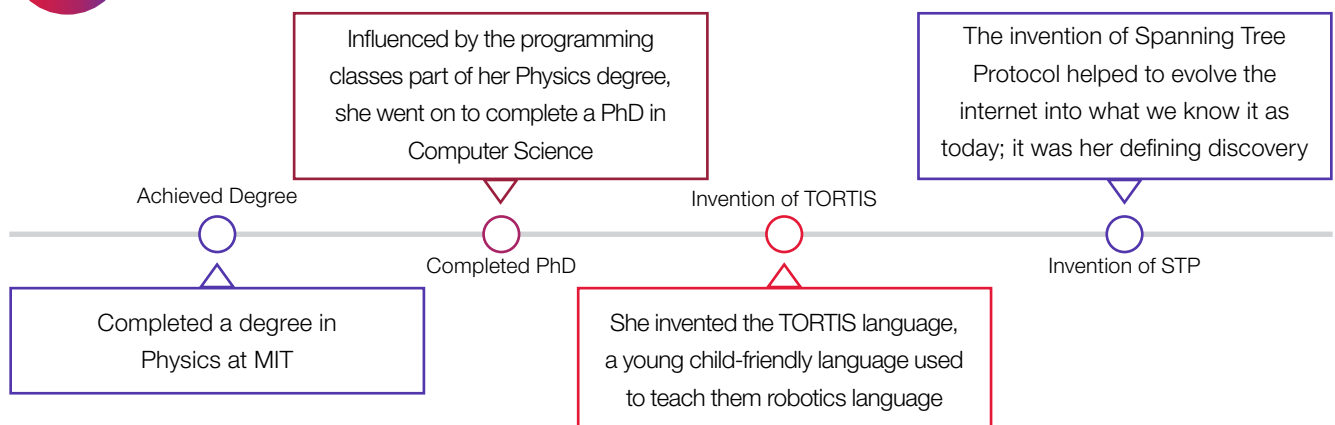 Influenced by the programming
classes part of her Physics degree,
she went on to complete a PhD in
Computer Science
The invention of Spanning Tree
Protocol helped to evolve the
internet into what we know it as
today; it was her defining discovery
Achieved Degree
Invention of TORTIS
Completed PhD
Invention of STP
Completed a degree in
Physics at MIT
She invented the TORTIS language,
a young child-friendly language used
to teach them robotics language